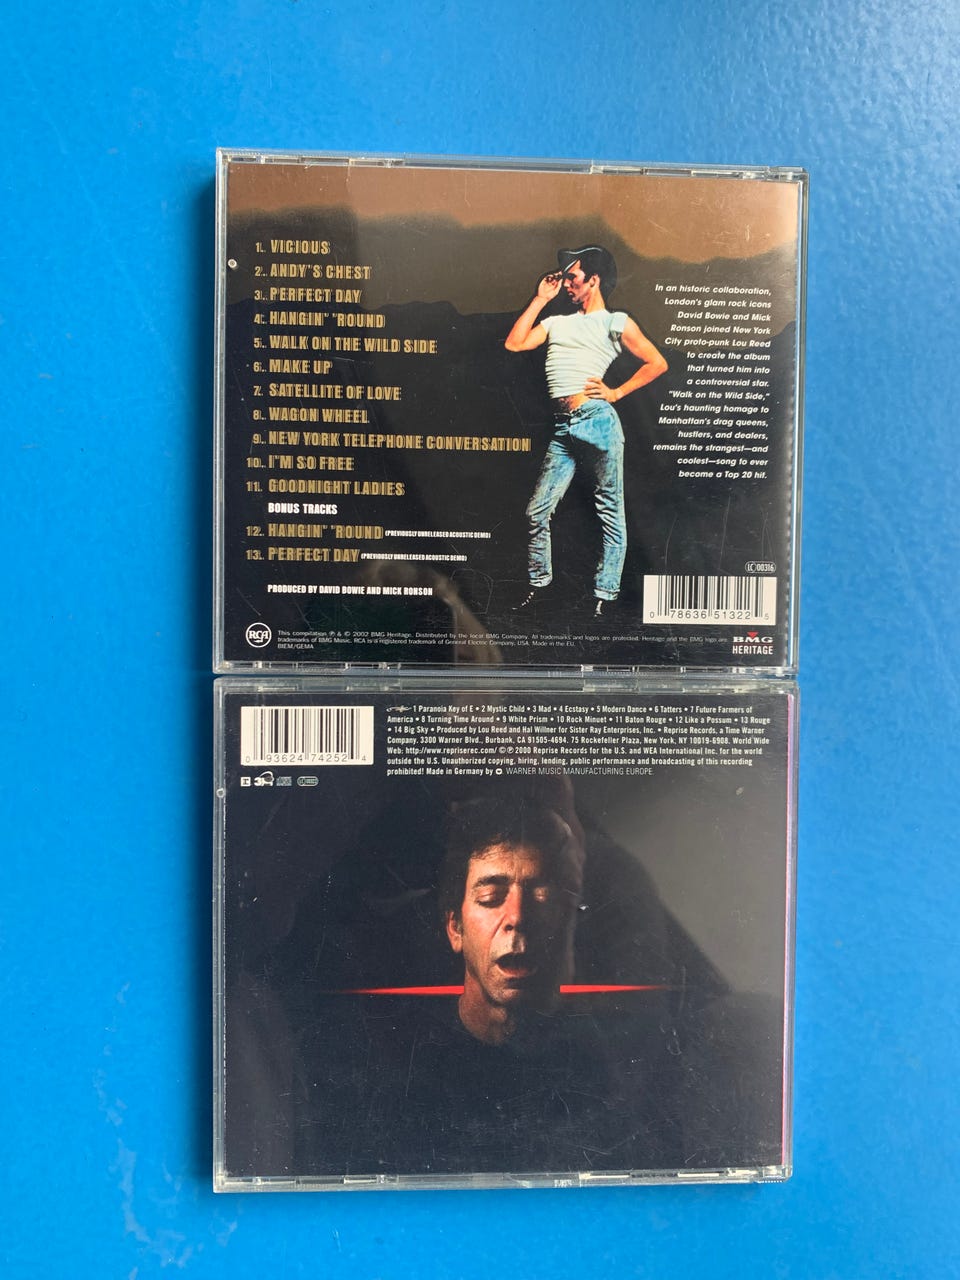 1. VICIOUS
2. ANDY'S CHEST
3. PERFECT DAY
4. HANGIN' 'ROUND
5. WALK ON THE WILD SIDE
6. MAKE UP
7. SATELLITE OF LOVE
8. WAGON WHEEL
9. NEW YORK TELEPHONE CONVERSATION
10. I'M SO FREE
11. GOODNIGHT LADIES
BONUS TRACKS
12. HANGIN' 'ROUND (PREVIOUSLY UNRELEASED ACOUSTIC DEMO)
13. PERFECT DAY (PREVIOUSLY UNRELEASED ACOUSTIC DEMO)
PRODUCED BY DAVID BOWIE AND MICK RONSON
In an historic collaboration,
London's glam rock icons
David Bowie and Mick
Ronson joined New York
City proto-punk Lou Reed
to create the album
that turned him into
a controversial star.
"Walk on the Wild Side,"
Lou's haunting homage to
Manhattan's drag queens,
hustlers, and dealers,
remains the strangest—and
coolest—song to ever
become a Top 20 hit.
LC 00316
0 78636 51322 5
RCA
This compilation ℗ & © 2002 BMG Heritage. Distributed by the local BMG Company. All trademarks and logos are protected. Heritage and the BMG logo are
trademarks of BMG Music. RCA is a registered trademark of General Electric Company, USA. Made in the EU.
BIEM/GEMA
BMG
HERITAGE
0 93624 74252 4
1 Paranoia Key of E • 2 Mystic Child • 3 Mad • 4 Ecstasy • 5 Modern Dance • 6 Tatters • 7 Future Farmers of
America • 8 Turning Time Around • 9 White Prism • 10 Rock Minuet • 11 Baton Rouge • 12 Like a Possum • 13 Rouge
• 14 Big Sky • Produced by Lou Reed and Hal Willner for Sister Ray Enterprises, Inc. • Reprise Records, a Time Warner
Company. 3300 Warner Blvd., Burbank, CA 91505-4694. 75 Rockefeller Plaza, New York, NY 10019-6908. World Wide
Web: http://www.repriserec.com/ ©℗ 2000 Reprise Records for the U.S. and WEA International Inc. for the world
outside the U.S. Unauthorized copying, hiring, lending, public performance and broadcasting of this recording
prohibited! Made in Germany by WARNER MUSIC MANUFACTURING EUROPE.